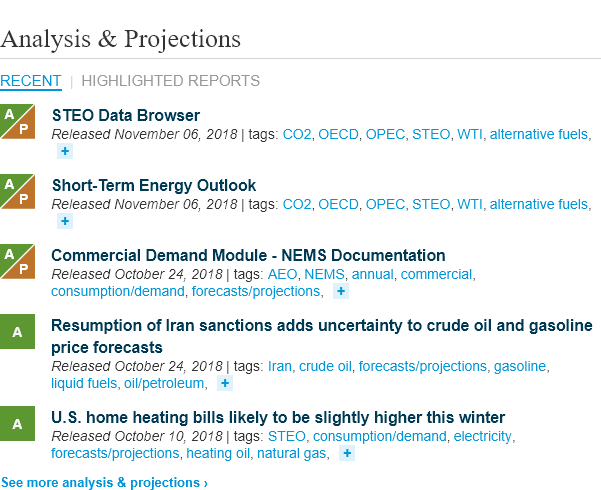 Analysis & Projections
RECENT | HIGHLIGHTED REPORTS
A P
STEO Data Browser
Released November 06, 2018 | tags: CO2, OECD, OPEC, STEO, WTI, alternative fuels,
+
A P
Short-Term Energy Outlook
Released November 06, 2018 | tags: CO2, OECD, OPEC, STEO, WTI, alternative fuels,
+
A P
Commercial Demand Module - NEMS Documentation
Released October 24, 2018 | tags: AEO, NEMS, annual, commercial,
consumption/demand, forecasts/projections, +
A
Resumption of Iran sanctions adds uncertainty to crude oil and gasoline
price forecasts
Released October 24, 2018 | tags: Iran, crude oil, forecasts/projections, gasoline,
liquid fuels, oil/petroleum, +
A
U.S. home heating bills likely to be slightly higher this winter
Released October 10, 2018 | tags: STEO, consumption/demand, electricity,
forecasts/projections, heating oil, natural gas, +
See more analysis & projections ›